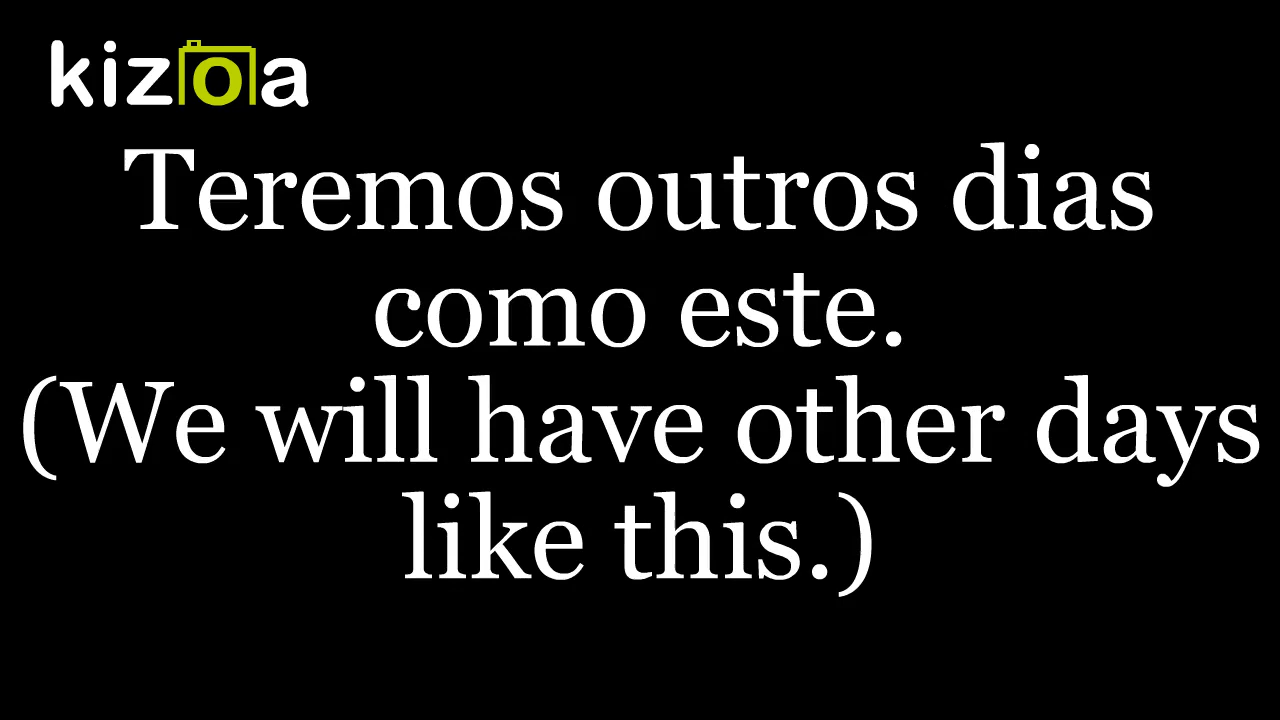 kizoa
Teremos outros dias
como este.
(We will have other days
like this.)